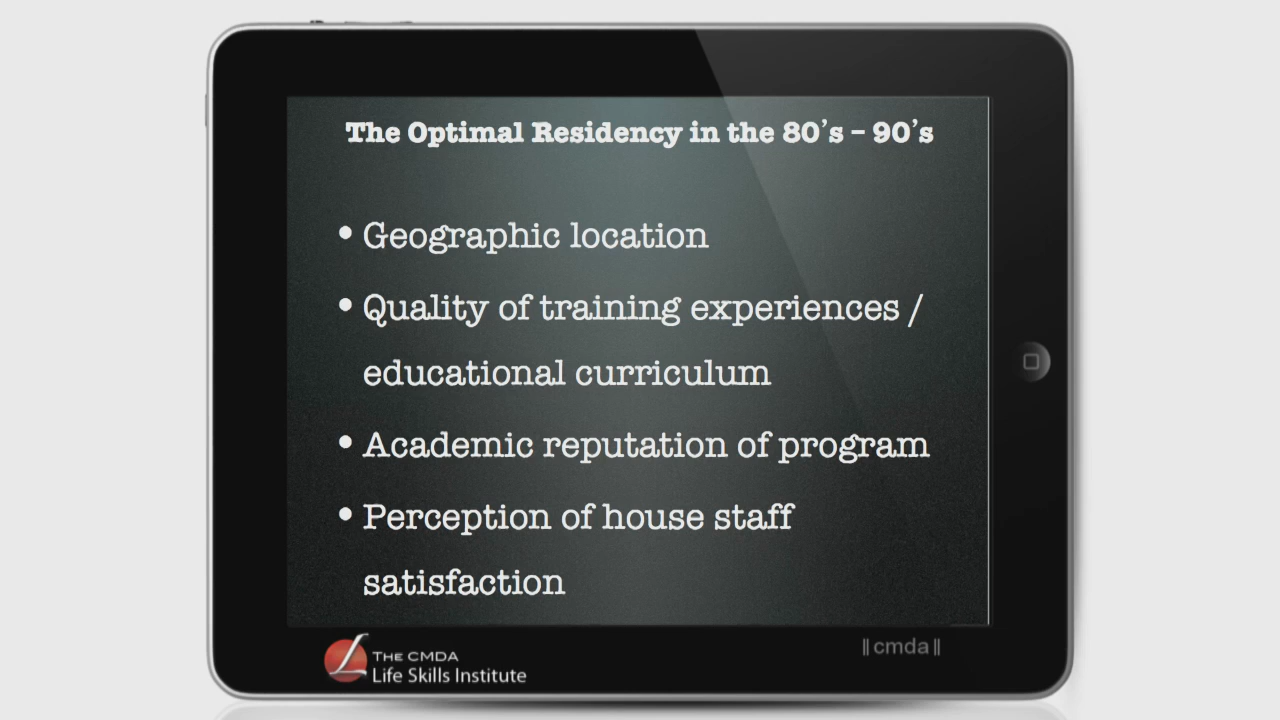 The Optimal Residency in the 80's – 90's
• Geographic location
• Quality of training experiences /
educational curriculum
• Academic reputation of program
• Perception of house staff
satisfaction
THE CMDA
Life Skills Institute
||cmda||